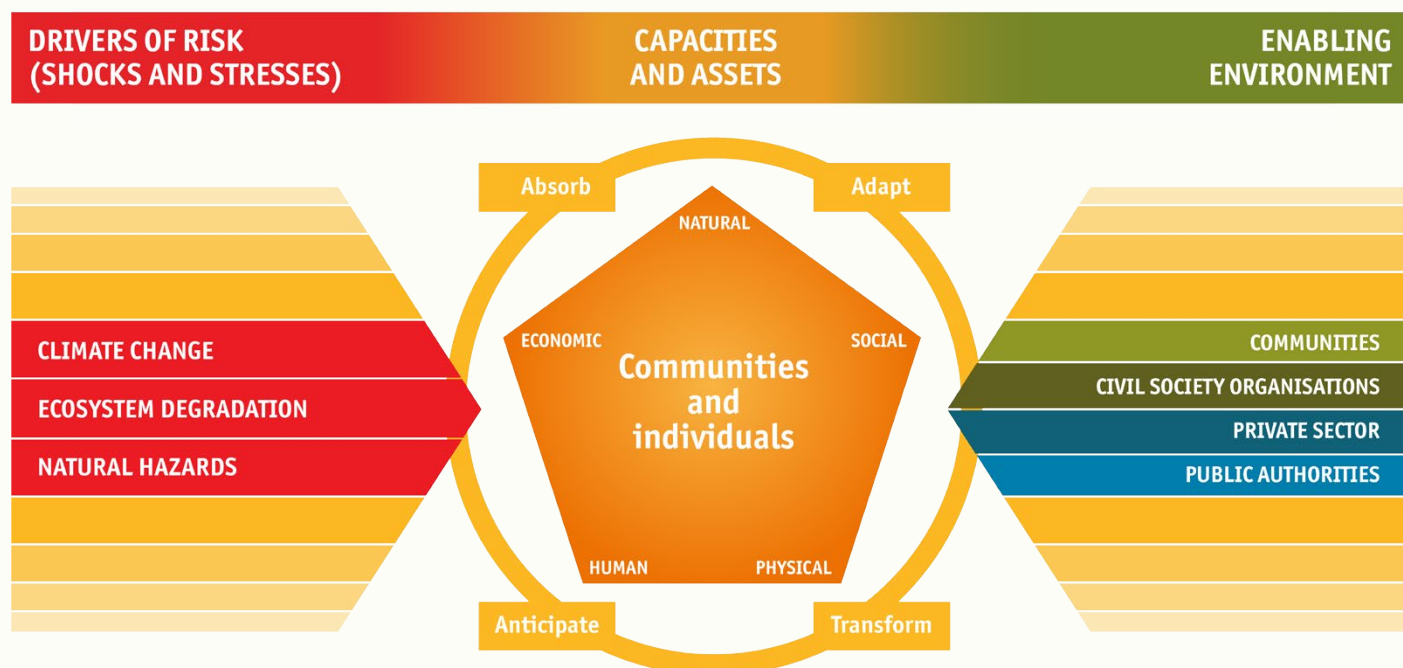 DRIVERS OF RISK
(SHOCKS AND STRESSES)
CAPACITIES
AND ASSETS
ENABLING
ENVIRONMENT
Absorb
Adapt
NATURAL
ECONOMIC
SOCIAL
Communities
and
individuals
HUMAN
PHYSICAL
Anticipate
Transform
CLIMATE CHANGE
ECOSYSTEM DEGRADATION
NATURAL HAZARDS
COMMUNITIES
CIVIL SOCIETY ORGANISATIONS
PRIVATE SECTOR
PUBLIC AUTHORITIES